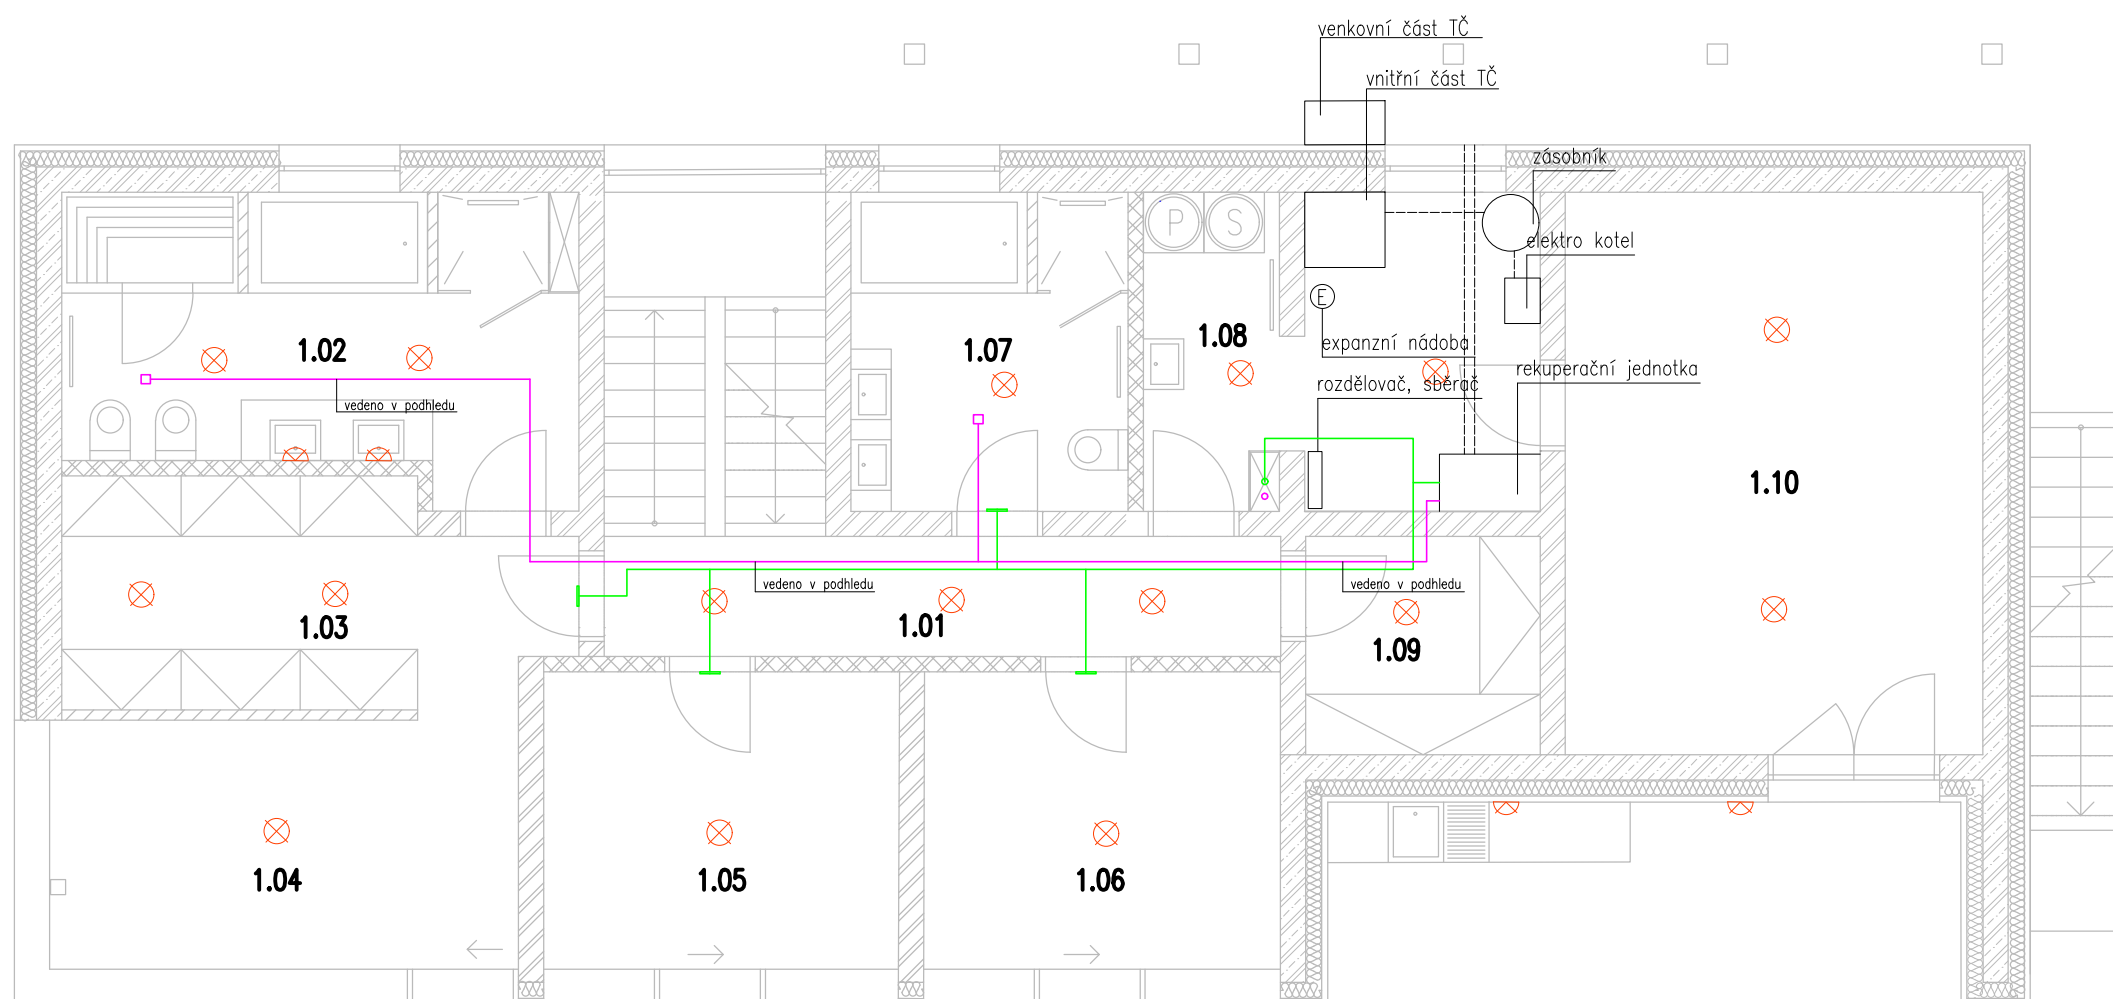 venkovní část TČ
vnitřní část TČ
zásobník
P S
elektro kotel
E
1.02
1.07
1.08
expanzní nádoba
rekuperační jednotka
rozdělovač, sběrač
vedeno v podhledu
1.10
vedeno v podhledu
vedeno v podhledu
1.03
1.01
1.09
1.04
1.05
1.06